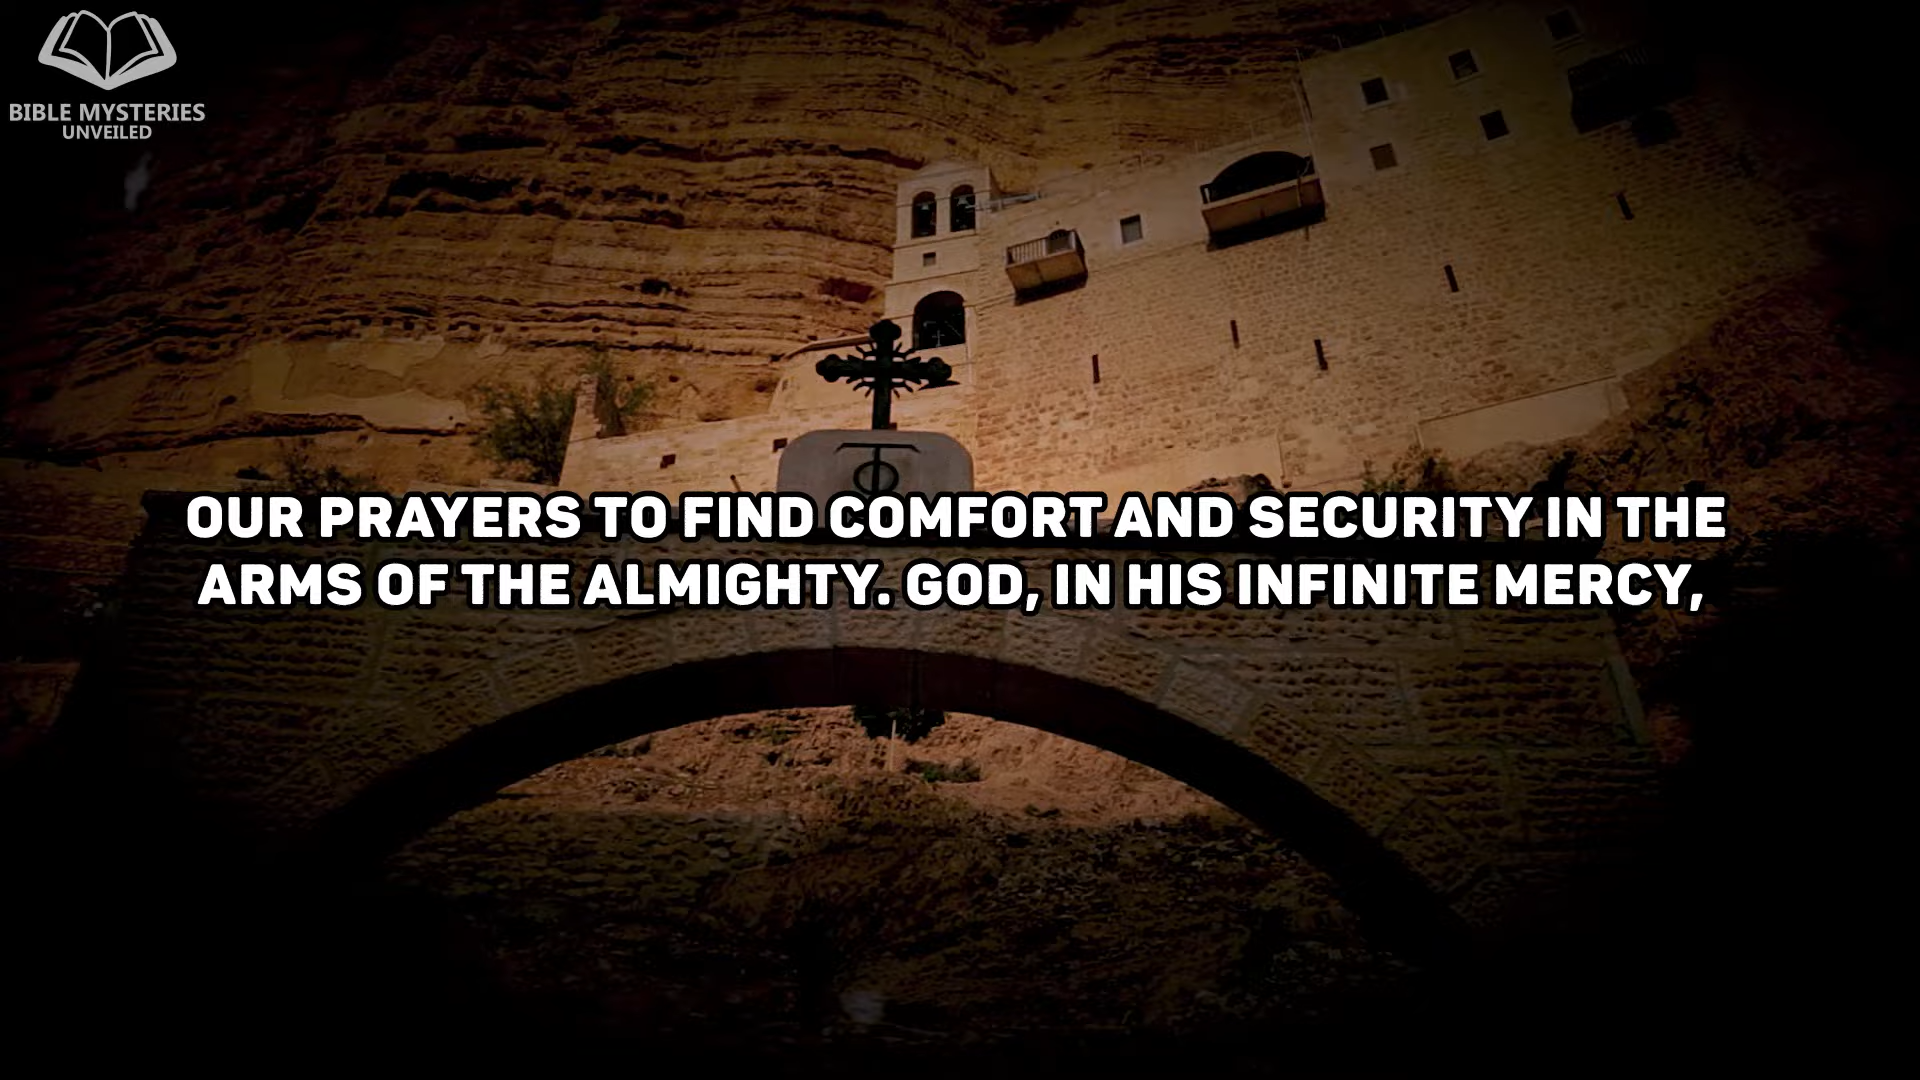 BIBLE MYSTERIES
UNVEILED
OUR PRAYERS TO FIND COMFORT AND SECURITY IN THE
ARMS OF THE ALMIGHTY. GOD, IN HIS INFINITE MERCY,